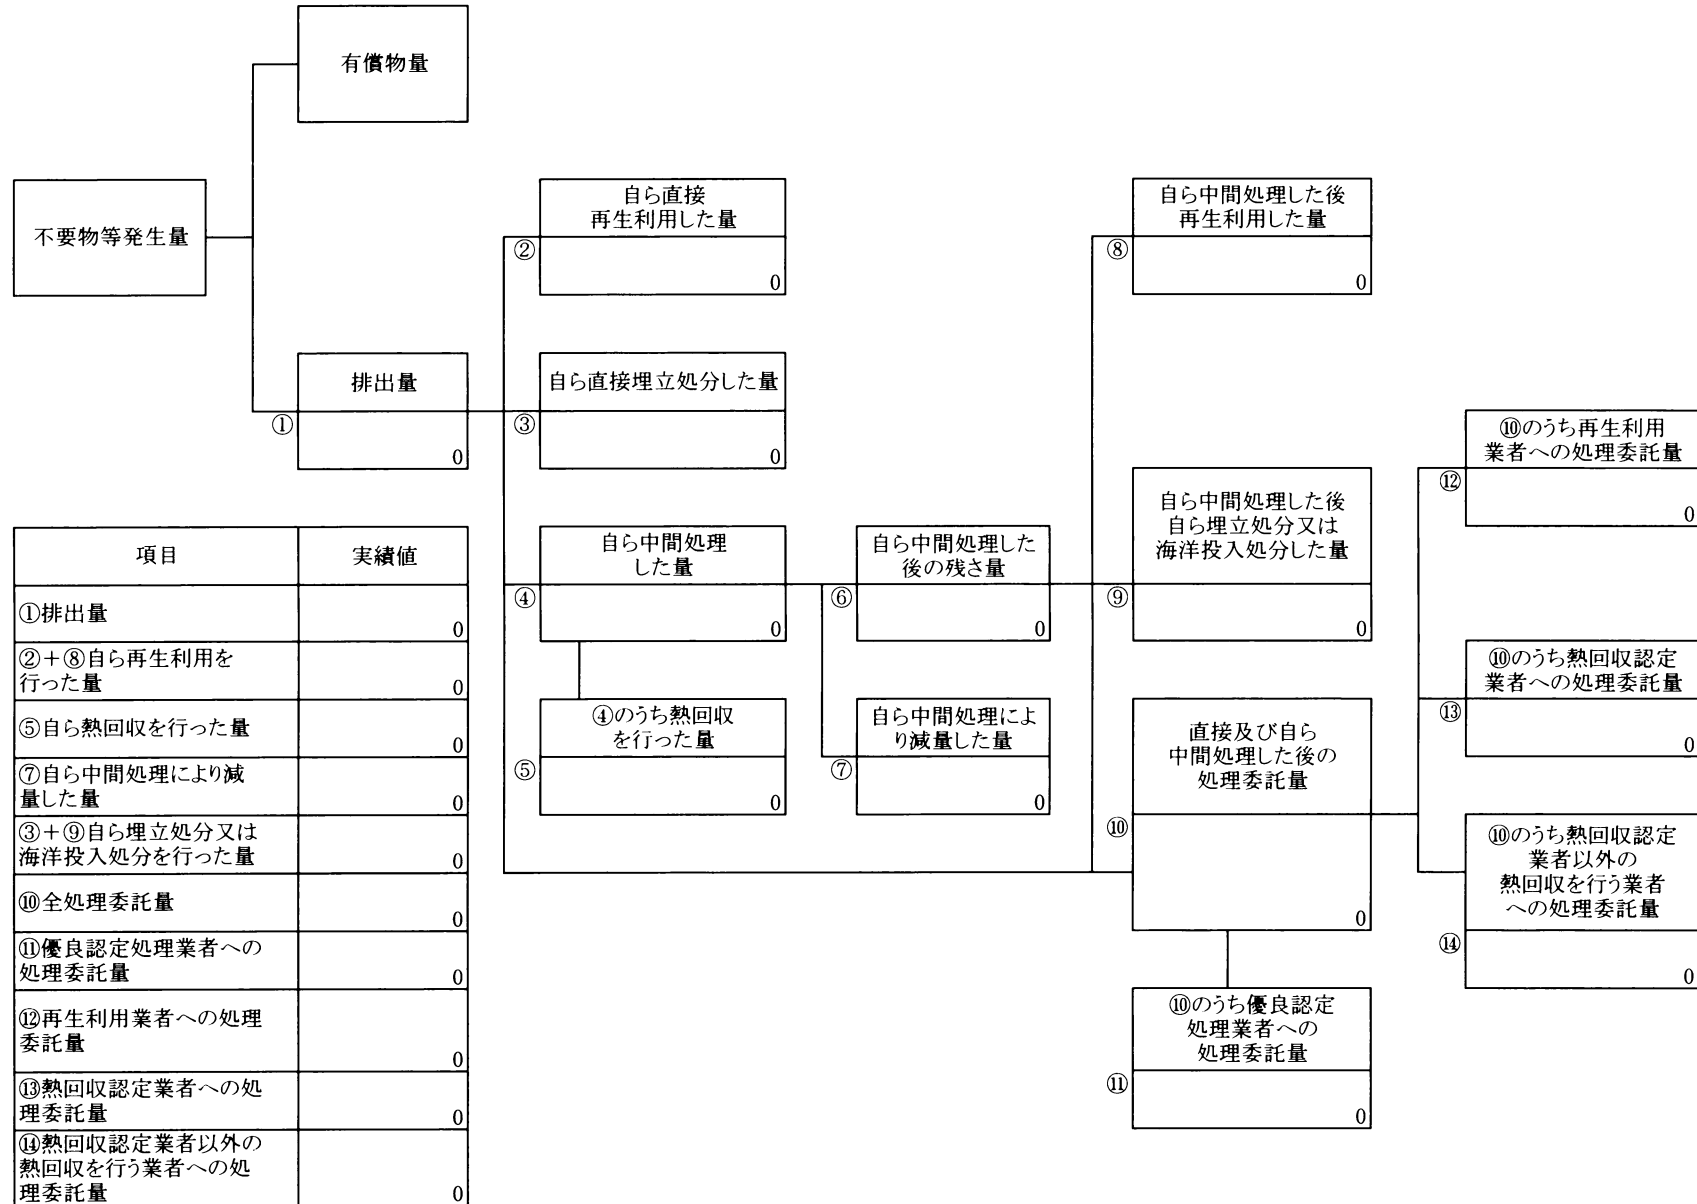 有償物量
不要物等発生量
排出量
①
0
自ら直接
再生利用した量
②
0
自ら直接埋立処分した量
③
0
自ら中間処理
した量
④
0
④のうち熱回収
を行った量
⑤
0
自ら中間処理した
後の残さ量
⑥
0
自ら中間処理によ
り減量した量
⑦
0
自ら中間処理した後
再生利用した量
⑧
0
自ら中間処理した後
自ら埋立処分又は
海洋投入処分した量
⑨
0
直接及び自ら
中間処理した後の
処理委託量
⑩
0
⑩のうち優良認定
処理業者への
処理委託量
⑪
0
⑩のうち再生利用
業者への処理委託量
⑫
0
⑩のうち熱回収認定
業者への処理委託量
⑬
0
⑩のうち熱回収認定
業者以外の
熱回収を行う業者
への処理委託量
⑭
0
項目 実績値
①排出量
0
②+⑧自ら再生利用を
行った量
0
⑤自ら熱回収を行った量
0
⑦自ら中間処理により減
量した量
0
③+⑨自ら埋立処分又は
海洋投入処分を行った量
0
⑩全処理委託量
0
⑪優良認定処理業者への
処理委託量
0
⑫再生利用業者への処理
委託量
0
⑬熱回収認定業者への処
理委託量
0
⑭熱回収認定業者以外の
熱回収を行う業者への処
理委託量
0